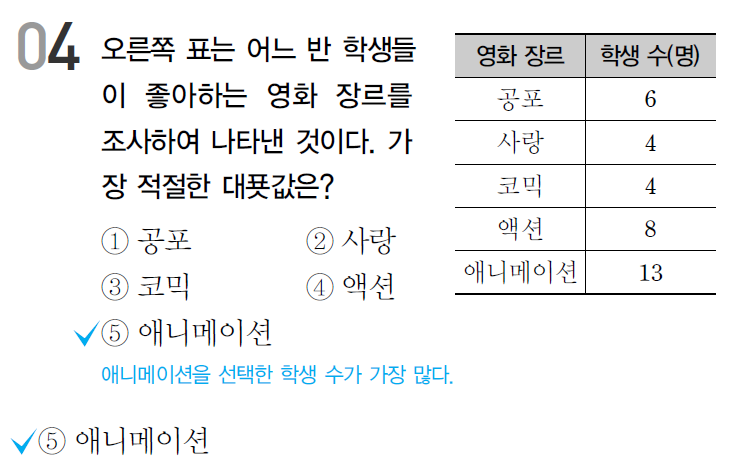 04 오른쪽 표는 어느 반 학생들
이 좋아하는 영화 장르를
조사하여 나타낸 것이다. 가
장 적절한 대푯값은?
① 공포 ② 사랑
③ 코믹 ④ 액션
⑤ 애니메이션
애니메이션을 선택한 학생 수가 가장 많다.
영화 장르 학생 수(명)
공포 6
사랑 4
코믹 4
액션 8
애니메이션 13
⑤ 애니메이션